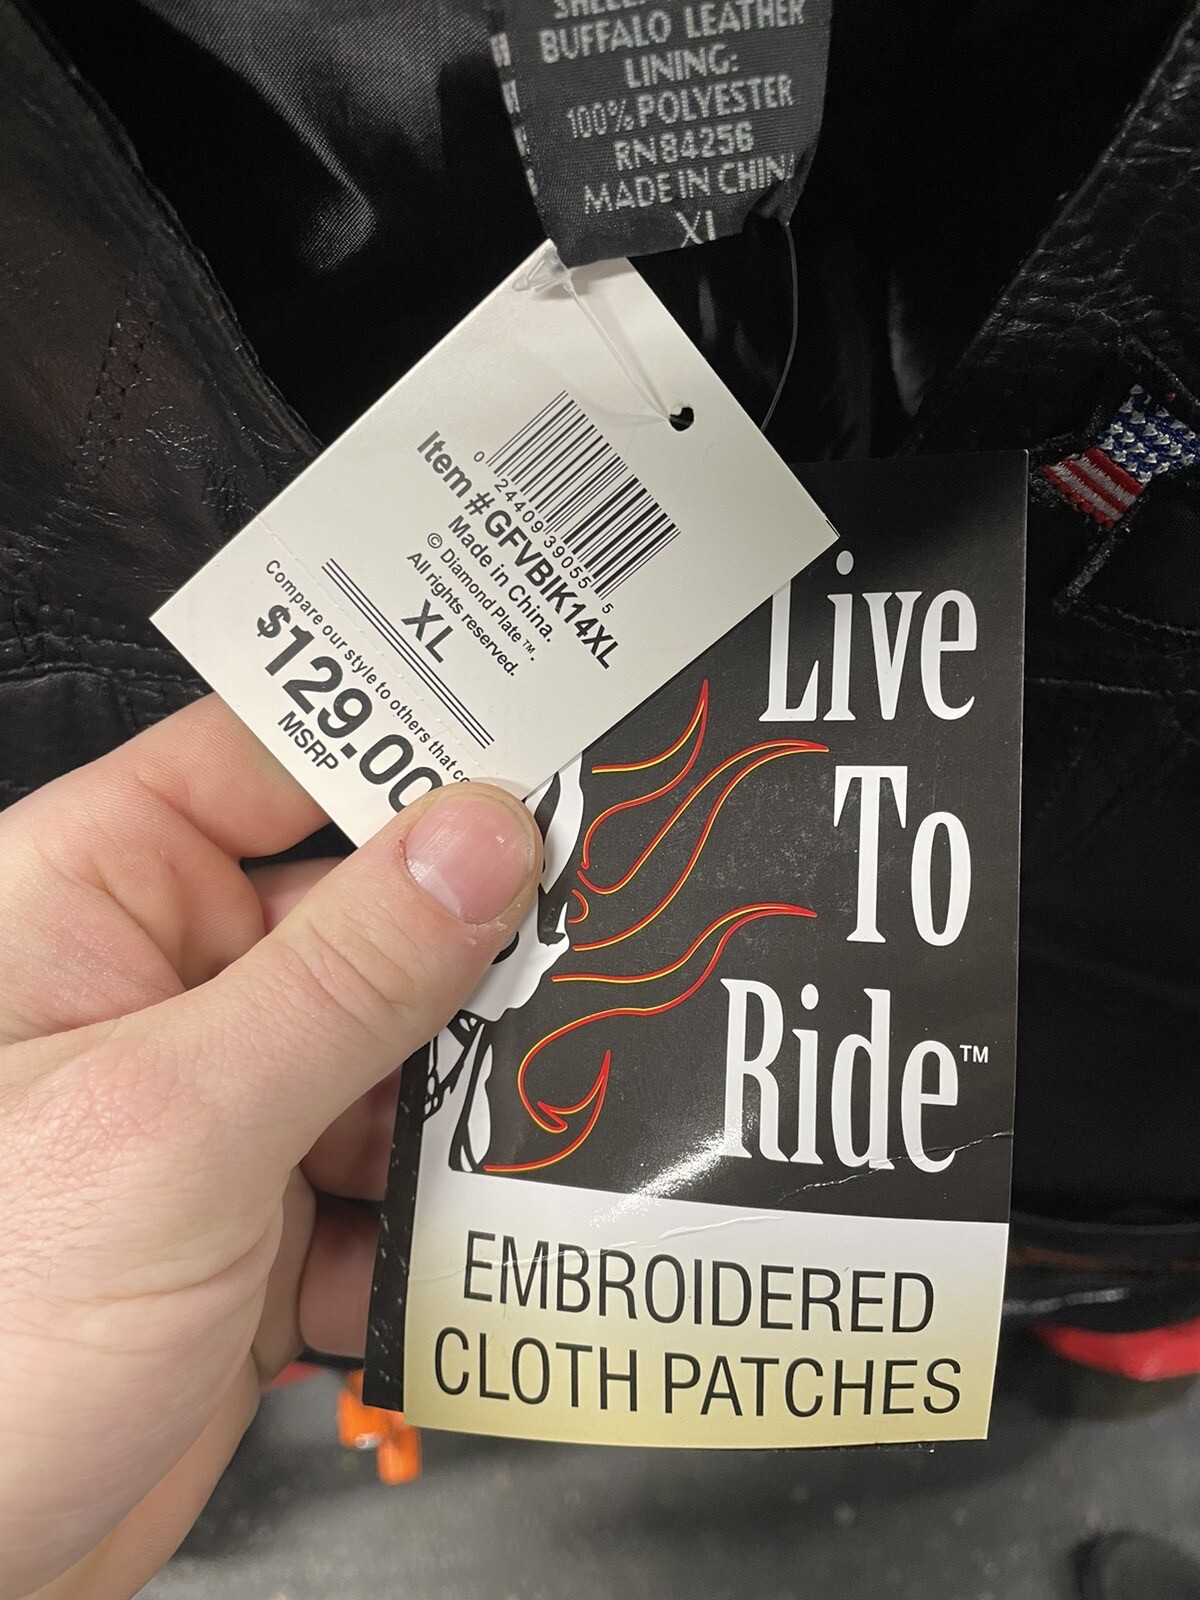 BUFFALO LEATHER
LINING:
100% POLYESTER
RN 84256
MADE IN CHINA
XL
0 24409 39055 5
Item #GFVBIK14XL
Made in China.
© Diamond Plate™.
All rights reserved.
XL
Compare our style to others that
$129.00
MSRP
Live
To
Ride™
EMBROIDERED
CLOTH PATCHES